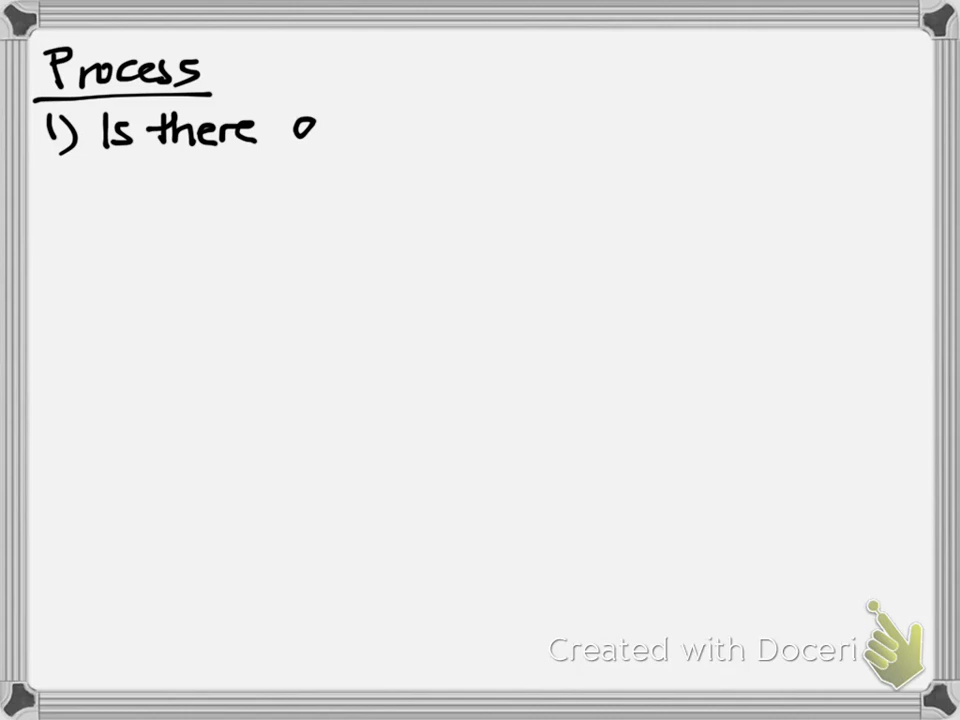 Process
1) Is there
Created with Doceri